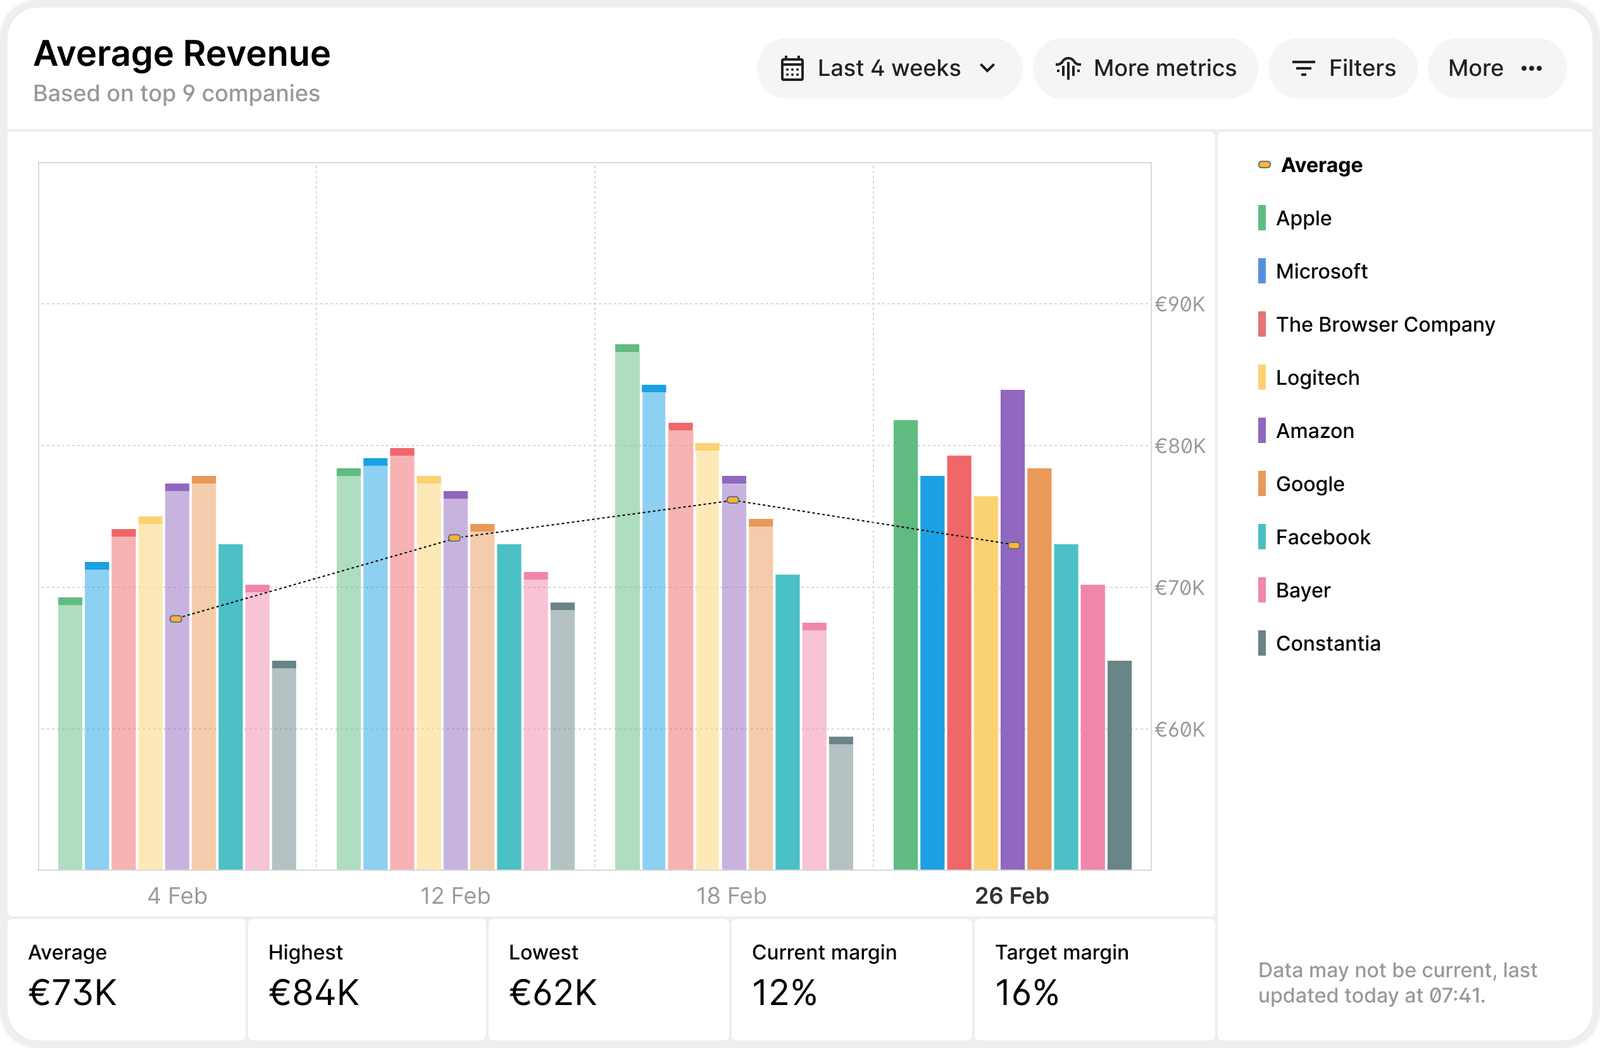 Average Revenue
Based on top 9 companies
Last 4 weeks
More metrics
Filters
More
€90K
€80K
€70K
€60K
4 Feb
12 Feb
18 Feb
26 Feb
Average
Apple
Microsoft
The Browser Company
Logitech
Amazon
Google
Facebook
Bayer
Constantia
Average
€73K
Highest
€84K
Lowest
€62K
Current margin
12%
Target margin
16%
Data may not be current, last
updated today at 07:41.